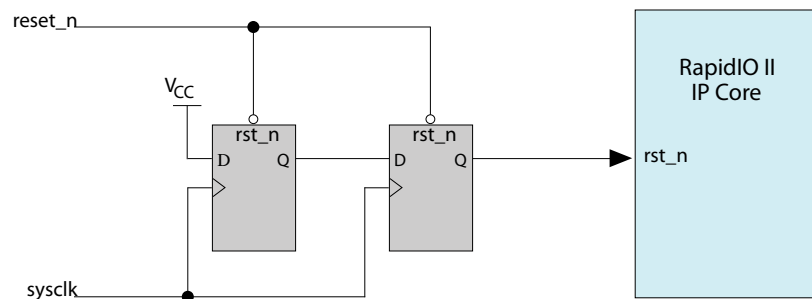 reset_n
VCC
rst_n
D
Q
rst_n
D
Q
RapidIO II
IP Core
rst_n
sysclk